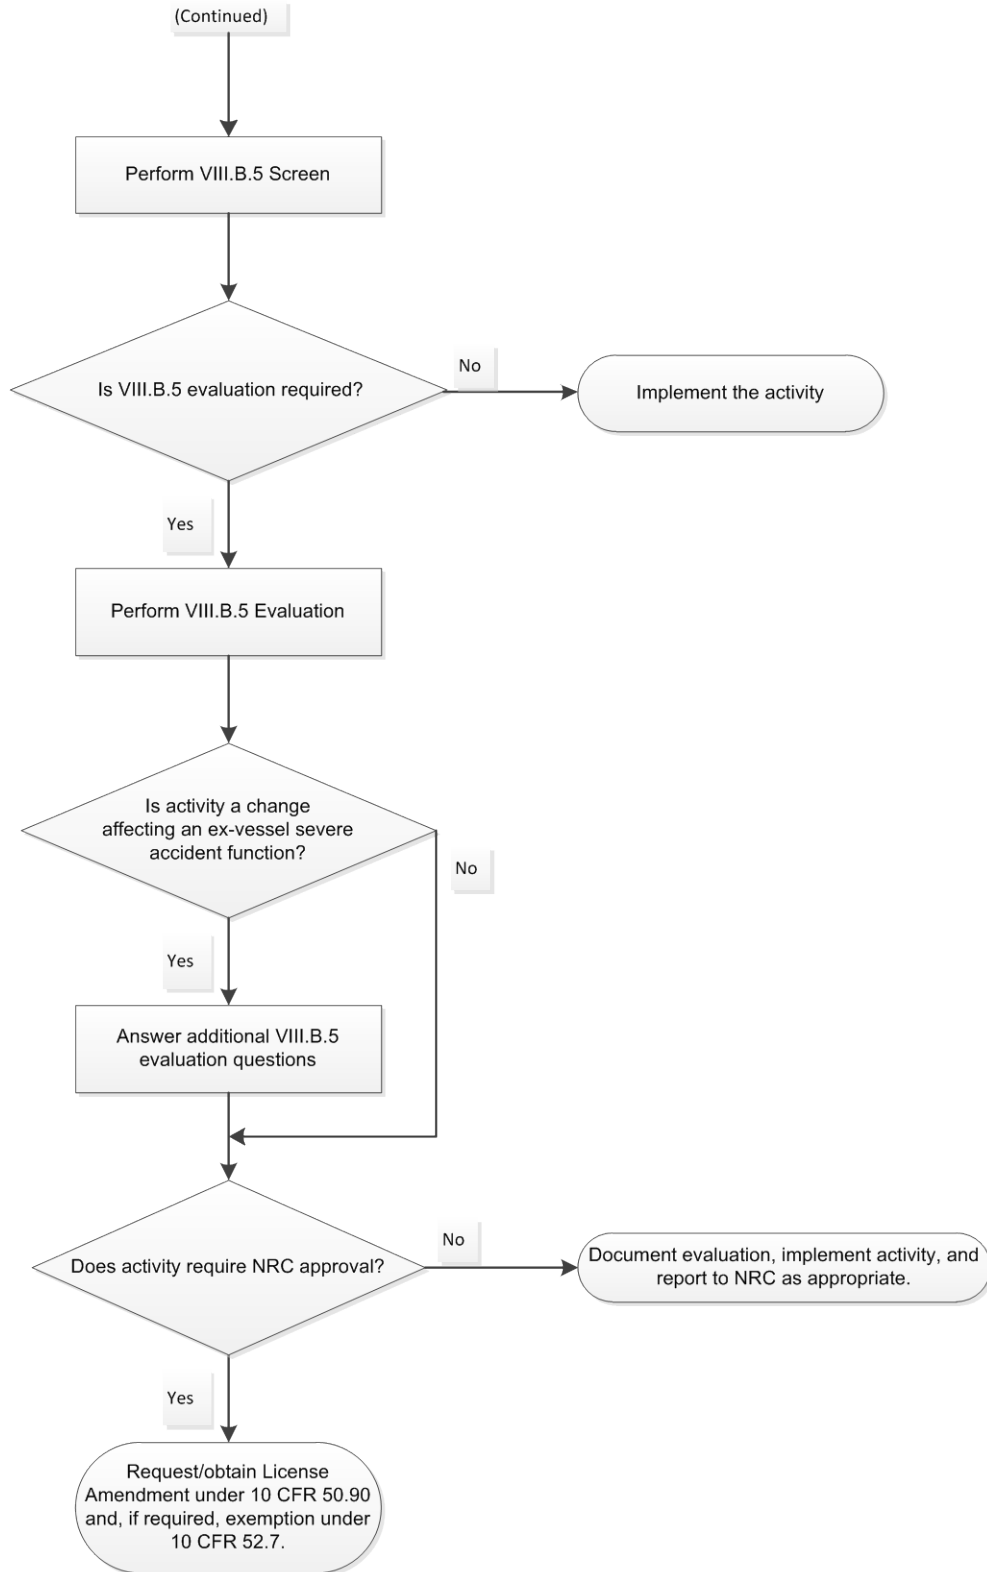 (Continued)
Perform VIII.B.5 Screen
Is VIII.B.5 evaluation required?
No
Implement the activity
Yes
Perform VIII.B.5 Evaluation
Is activity a change
affecting an ex-vessel severe
accident function?
No
Yes
Answer additional VIII.B.5
evaluation questions
Does activity require NRC approval?
No
Document evaluation, implement activity, and
report to NRC as appropriate.
Yes
Request/obtain License
Amendment under 10 CFR 50.90
and, if required, exemption under
10 CFR 52.7.